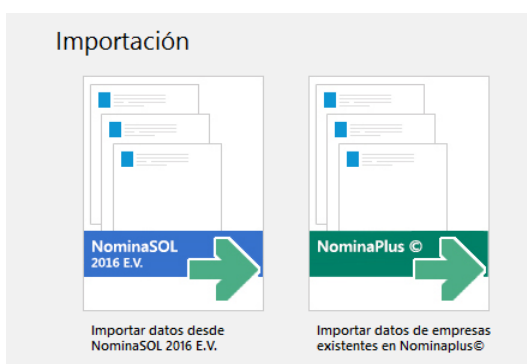 Importación
NominaSOL
2016 E.V.
NominaPlus ©
Importar datos desde
NominaSOL 2016 E.V.
Importar datos de empresas
existentes en Nominaplus©